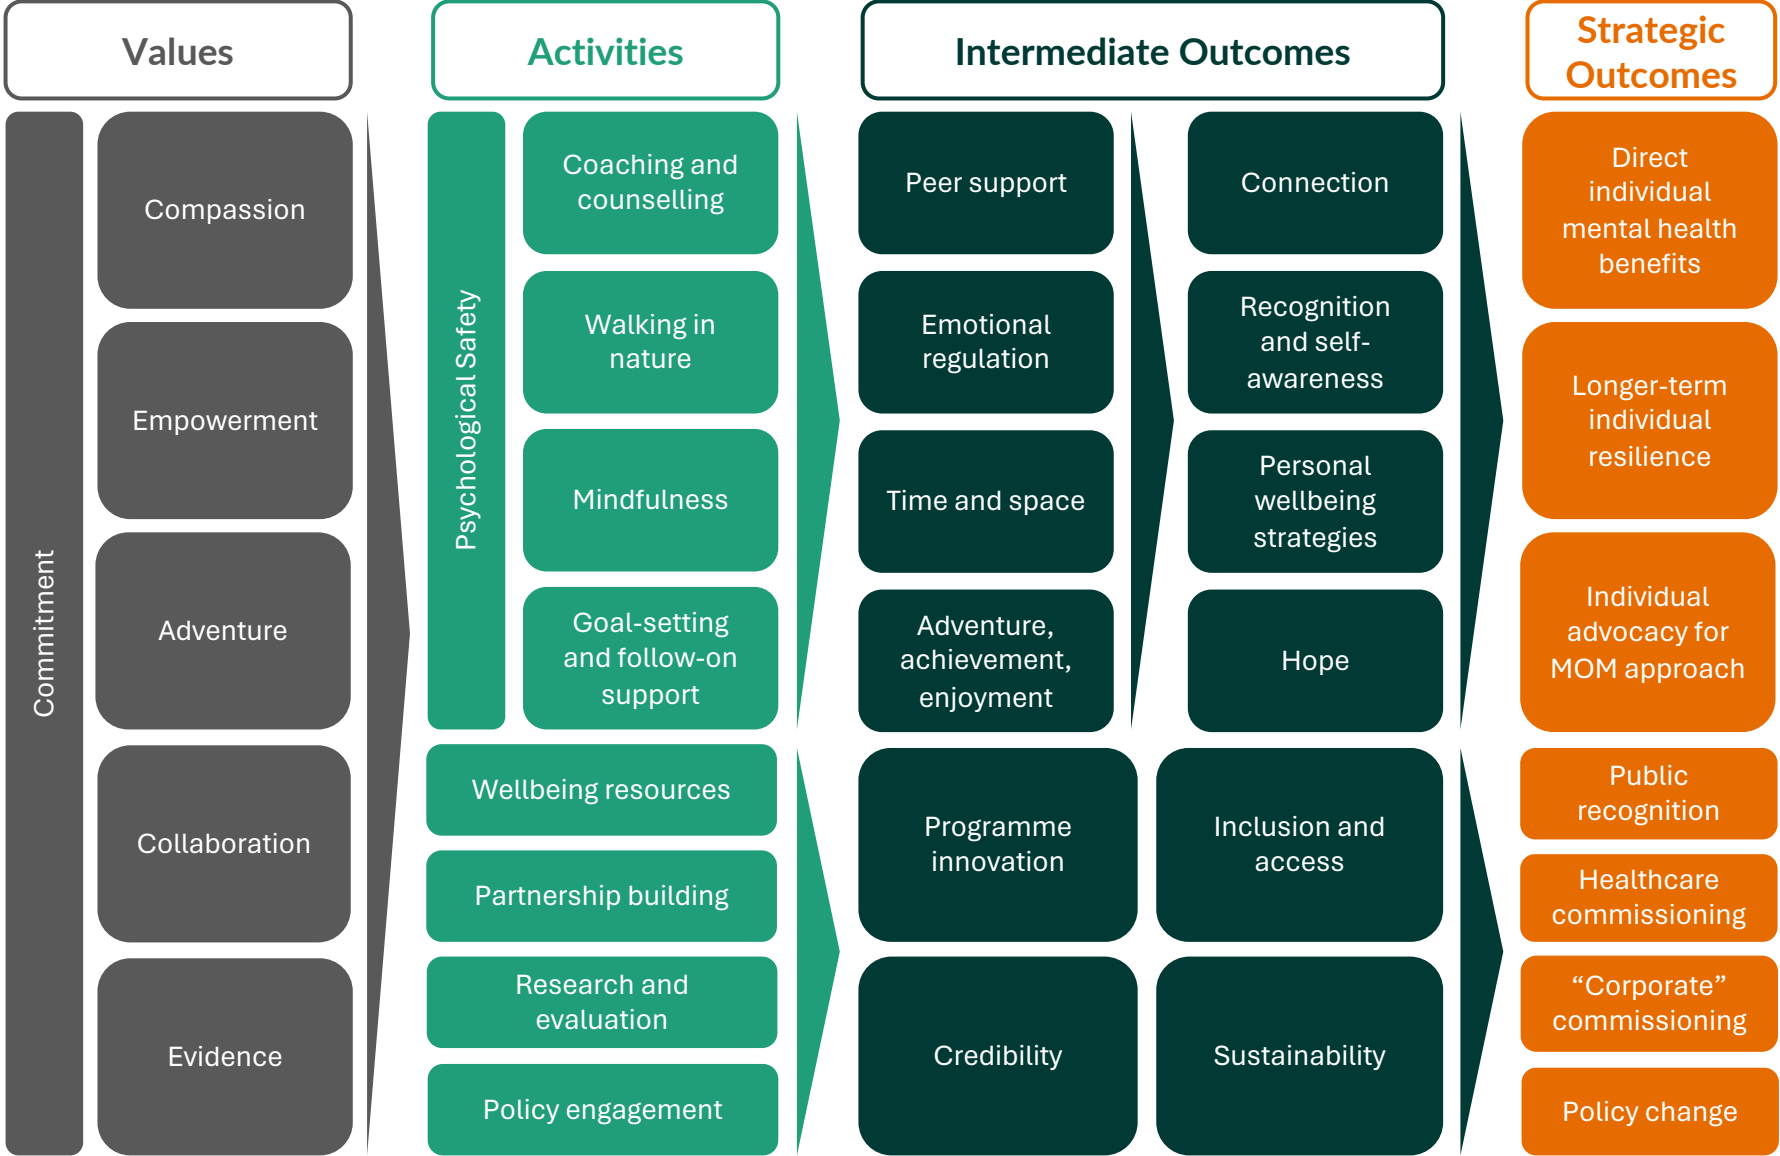 Values
Commitment
Compassion
Empowerment
Adventure
Collaboration
Evidence
Activities
Psychological Safety
Coaching and
counselling
Walking in
nature
Mindfulness
Goal-setting
and follow-on
support
Wellbeing resources
Partnership building
Research and
evaluation
Policy engagement
Intermediate Outcomes
Peer support
Emotional
regulation
Time and space
Adventure,
achievement,
enjoyment
Connection
Recognition
and self-
awareness
Personal
wellbeing
strategies
Hope
Programme
innovation
Inclusion and
access
Credibility
Sustainability
Strategic
Outcomes
Direct
individual
mental health
benefits
Longer-term
individual
resilience
Individual
advocacy for
MOM approach
Public
recognition
Healthcare
commissioning
“Corporate”
commissioning
Policy change